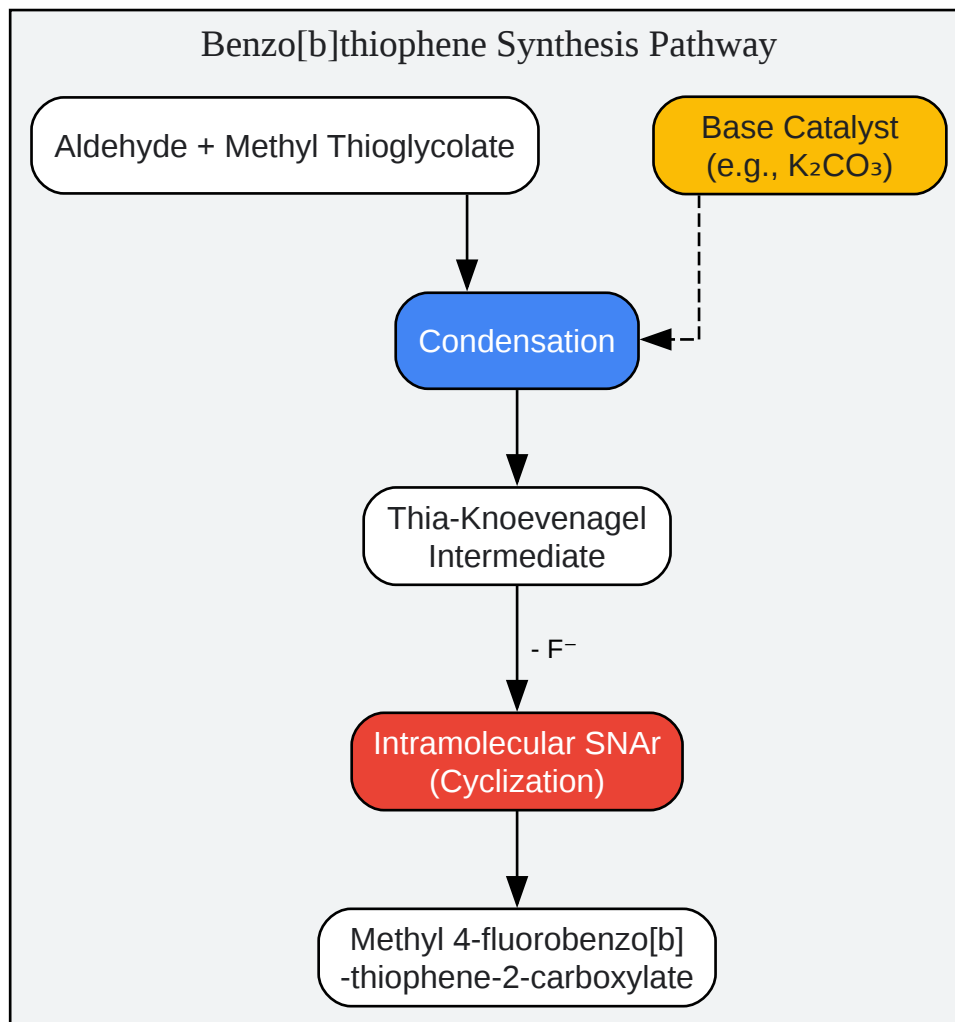 Benzo[b]thiophene Synthesis Pathway
Aldehyde + Methyl Thioglycolate
Base Catalyst
(e.g., K₂CO₃)
Condensation
Thia-Knoevenagel
Intermediate
- F⁻
Intramolecular SNAr
(Cyclization)
Methyl 4-fluorobenzo[b]
-thiophene-2-carboxylate